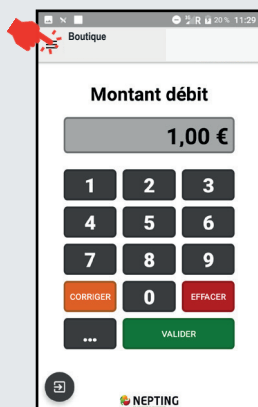 20 % 11:29
Boutique
Montant débit
1,00 €
1 2 3
4 5 6
7 8 9
CORRIGER 0 EFFACER
... VALIDER
NEPTING